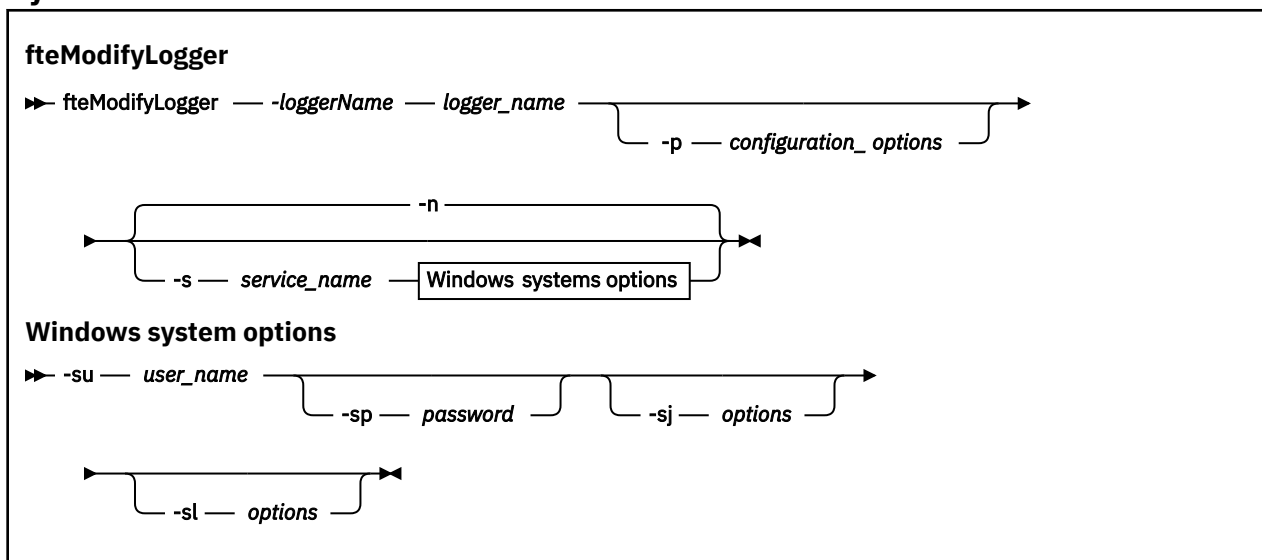 fteModifyLogger
fteModifyLogger -loggerName logger_name
-p configuration_ options
-n
-s service_name Windows systems options
Windows system options
-su user_name
-sp password -sj options
-sl options